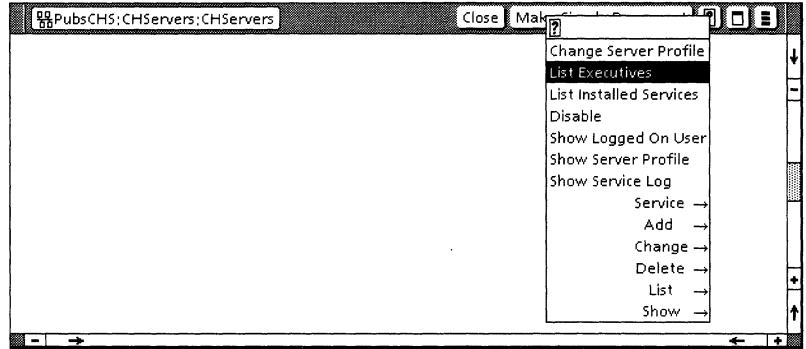 PubsCHS:CHServers:CHServers
Close
?
Change Server Profile
List Executives
List Installed Services
Disable
Show Logged On User
Show Server Profile
Show Service Log
Service →
Add →
Change →
Delete →
List →
Show →